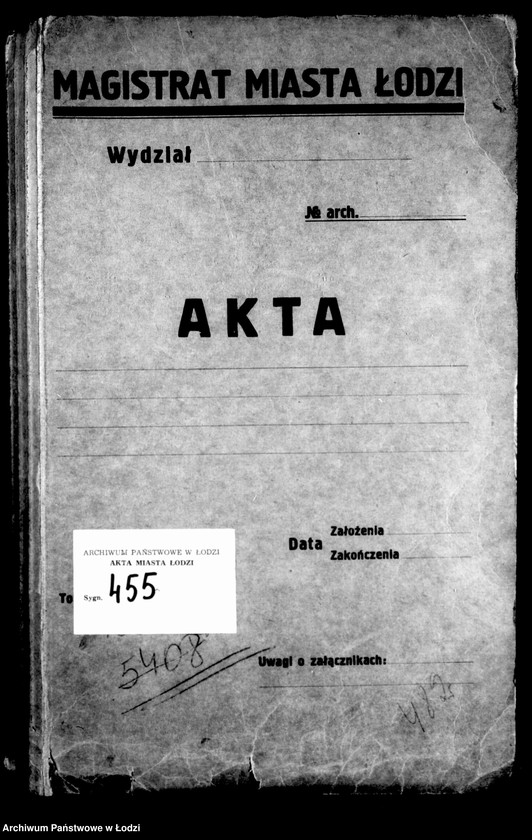 MAGISTRAT MIASTA ŁODZI
Wydział
№ arch.
AKTA
Założenia
Data
Zakończenia
ARCHIWUM PAŃSTWOWE W ŁODZI
AKTA MIASTA ŁODZI
Sygn. 455
To
5408
Uwagi o załącznikach:
Archiwum Państwowe w Łodzi